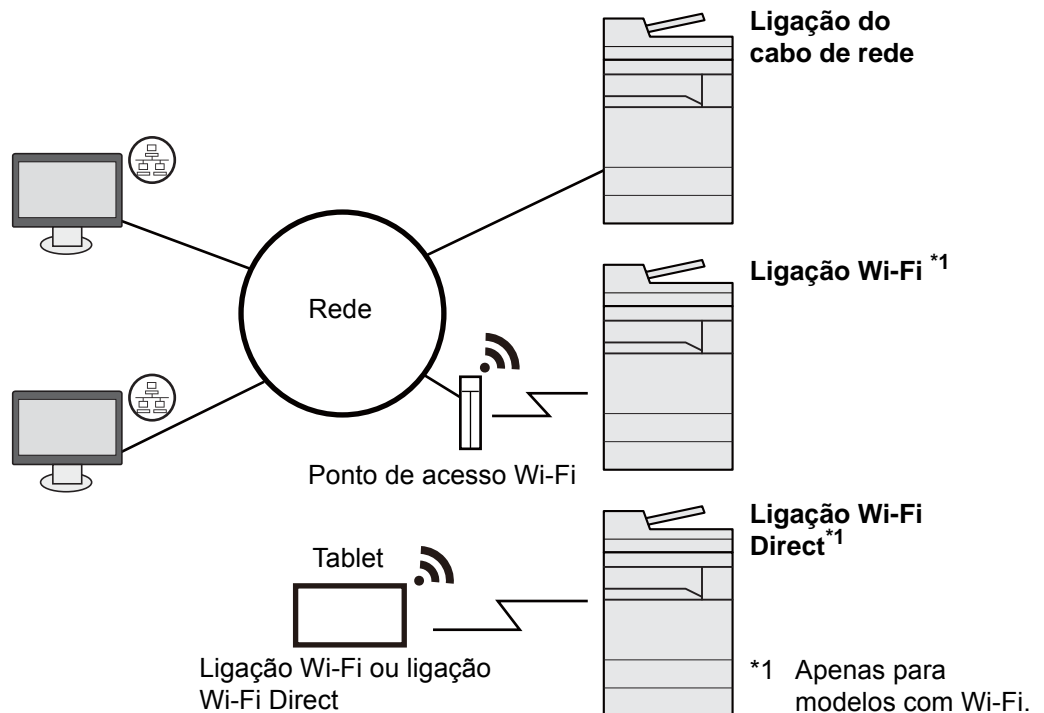 Ligação do
cabo de rede
Rede
Ligação Wi-Fi *1
Ponto de acesso Wi-Fi
Ligação Wi-Fi
Direct*1
Tablet
Ligação Wi-Fi ou ligação
Wi-Fi Direct
*1 Apenas para
modelos com Wi-Fi.